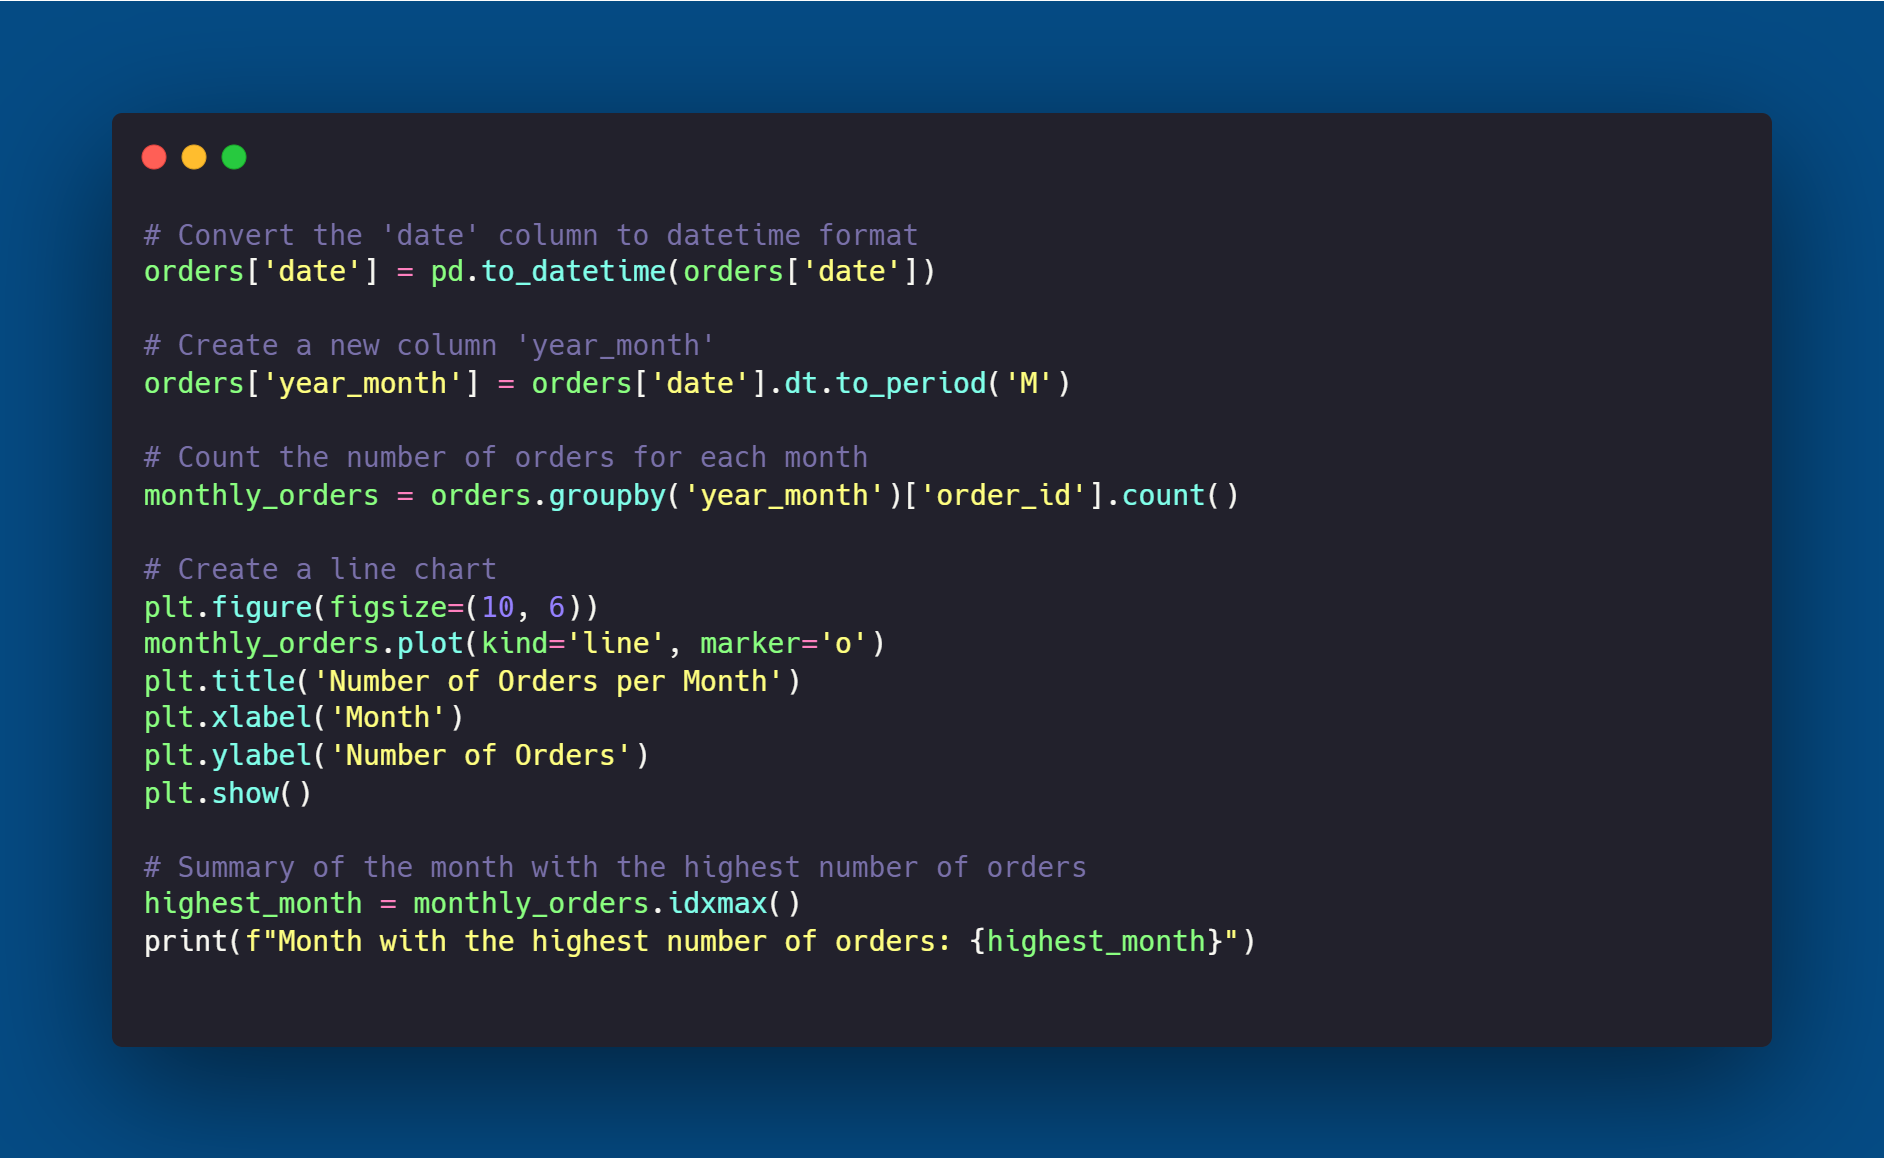 # Convert the 'date' column to datetime format
orders['date'] = pd.to_datetime(orders['date'])
# Create a new column 'year_month'
orders['year_month'] = orders['date'].dt.to_period('M')
# Count the number of orders for each month
monthly_orders = orders.groupby('year_month')['order_id'].count()
# Create a line chart
plt.figure(figsize=(10, 6))
monthly_orders.plot(kind='line', marker='o')
plt.title('Number of Orders per Month')
plt.xlabel('Month')
plt.ylabel('Number of Orders')
plt.show()
# Summary of the month with the highest number of orders
highest_month = monthly_orders.idxmax()
print(f"Month with the highest number of orders: {highest_month}")